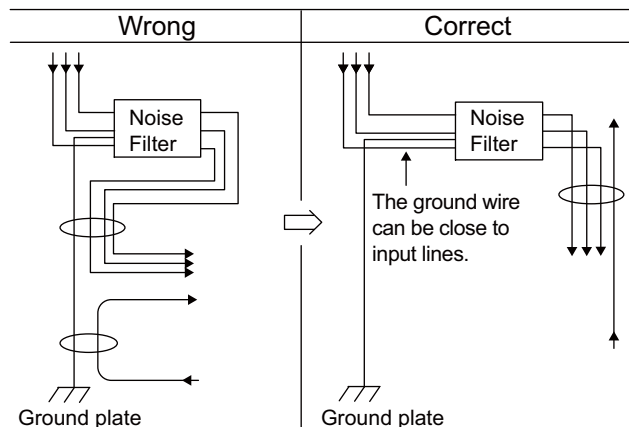 Wrong
Correct
Noise
Filter
Noise
Filter
The ground wire
can be close to
input lines.
Ground plate
Ground plate